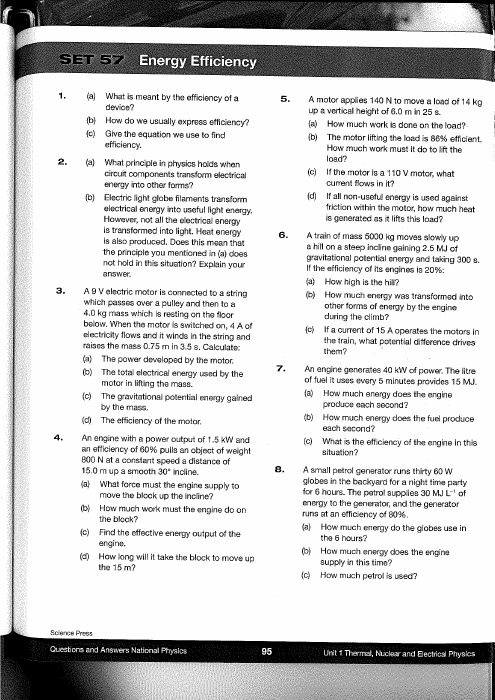 SET 57 Energy Efficiency
1. (a) What is meant by the efficiency of a
device?
(b) How do we usually express efficiency?
(c) Give the equation we use to find
efficiency.
2. (a) What principle in physics holds when
circuit components transform electrical
energy into other forms?
(b) Electric light globe filaments transform
electrical energy into useful light energy.
However, not all the electrical energy
is transformed into light. Heat energy
is also produced. Does this mean that
the principle you mentioned in (a) does
not hold in this situation? Explain your
answer.
3. A 9 V electric motor is connected to a string
which passes over a pulley and then to a
4.0 kg mass which is resting on the floor
below. When the motor is switched on, 4 A of
electricity flows and it winds in the string and
raises the mass 0.75 m in 3.5 s. Calculate:
(a) The power developed by the motor.
(b) The total electrical energy used by the
motor in lifting the mass.
(c) The gravitational potential energy gained
by the mass.
(d) The efficiency of the motor.
4. An engine with a power output of 1.5 kW and
an efficiency of 60% pulls an object of weight
800 N at a constant speed a distance of
15.0 m up a smooth 30° incline.
(a) What force must the engine supply to
move the block up the incline?
(b) How much work must the engine do on
the block?
(c) Find the effective energy output of the
engine.
(d) How long will it take the block to move up
the 15 m?
5. A motor applies 140 N to move a load of 14 kg
up a vertical height of 6.0 m in 25 s.
(a) How much work is done on the load?
(b) The motor lifting the load is 86% efficient.
How much work must it do to lift the
load?
(c) If the motor is a 110 V motor, what
current flows in it?
(d) If all non-useful energy is used against
friction within the motor, how much heat
is generated as it lifts this load?
6. A train of mass 5000 kg moves slowly up
a hill on a steep incline gaining 2.5 MJ of
gravitational potential energy and taking 300 s.
If the efficiency of its engines is 20%:
(a) How high is the hill?
(b) How much energy was transformed into
other forms of energy by the engine
during the climb?
(c) If a current of 15 A operates the motors in
the train, what potential difference drives
them?
7. An engine generates 40 kW of power. The litre
of fuel it uses every 5 minutes provides 15 MJ.
(a) How much energy does the engine
produce each second?
(b) How much energy does the fuel produce
each second?
(c) What is the efficiency of the engine in this
situation?
8. A small petrol generator runs thirty 60 W
globes in the backyard for a night time party
for 6 hours. The petrol supplies 30 MJ L⁻¹ of
energy to the generator, and the generator
runs at an efficiency of 80%.
(a) How much energy do the globes use in
the 6 hours?
(b) How much energy does the engine
supply in this time?
(c) How much petrol is used?
Science Press
Questions and Answers National Physics
95
Unit 1 Thermal, Nuclear and Electrical Physics